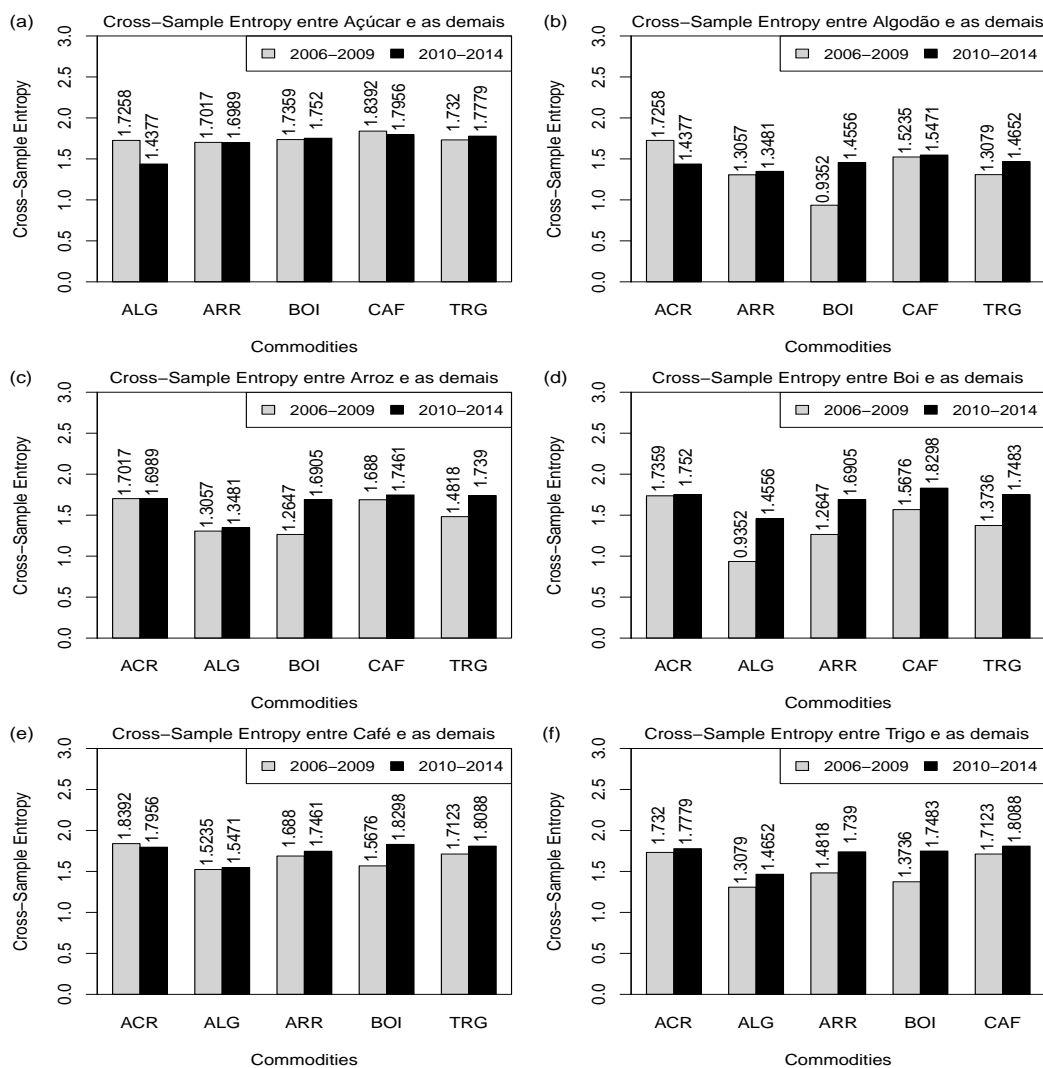 (a) Cross−Sample Entropy entre Açúcar e as demais
2006−2009 2010−2014
Cross−Sample Entropy
0.0 0.5 1.0 1.5 2.0 2.5 3.0
1.7258 1.4377 1.7017 1.6989 1.7359 1.752 1.8392 1.7956 1.732 1.7779
ALG ARR BOI CAF TRG
Commodities
(b) Cross−Sample Entropy entre Algodão e as demais
2006−2009 2010−2014
Cross−Sample Entropy
0.0 0.5 1.0 1.5 2.0 2.5 3.0
1.7258 1.4377 1.3057 1.3481 0.9352 1.4556 1.5235 1.5471 1.3079 1.4652
ACR ARR BOI CAF TRG
Commodities
(c) Cross−Sample Entropy entre Arroz e as demais
2006−2009 2010−2014
Cross−Sample Entropy
0.0 0.5 1.0 1.5 2.0 2.5 3.0
1.7017 1.6989 1.3057 1.3481 1.2647 1.6905 1.688 1.7461 1.4818 1.739
ACR ALG BOI CAF TRG
Commodities
(d) Cross−Sample Entropy entre Boi e as demais
2006−2009 2010−2014
Cross−Sample Entropy
0.0 0.5 1.0 1.5 2.0 2.5 3.0
1.7359 1.752 0.9352 1.4556 1.2647 1.6905 1.5676 1.8298 1.3736 1.7483
ACR ALG ARR CAF TRG
Commodities
(e) Cross−Sample Entropy entre Café e as demais
2006−2009 2010−2014
Cross−Sample Entropy
0.0 0.5 1.0 1.5 2.0 2.5 3.0
1.8392 1.7956 1.5235 1.5471 1.688 1.7461 1.5676 1.8298 1.7123 1.8088
ACR ALG ARR BOI TRG
Commodities
(f) Cross−Sample Entropy entre Trigo e as demais
2006−2009 2010−2014
Cross−Sample Entropy
0.0 0.5 1.0 1.5 2.0 2.5 3.0
1.732 1.7779 1.3079 1.4652 1.4818 1.739 1.3736 1.7483 1.7123 1.8088
ACR ALG ARR BOI CAF
Commodities